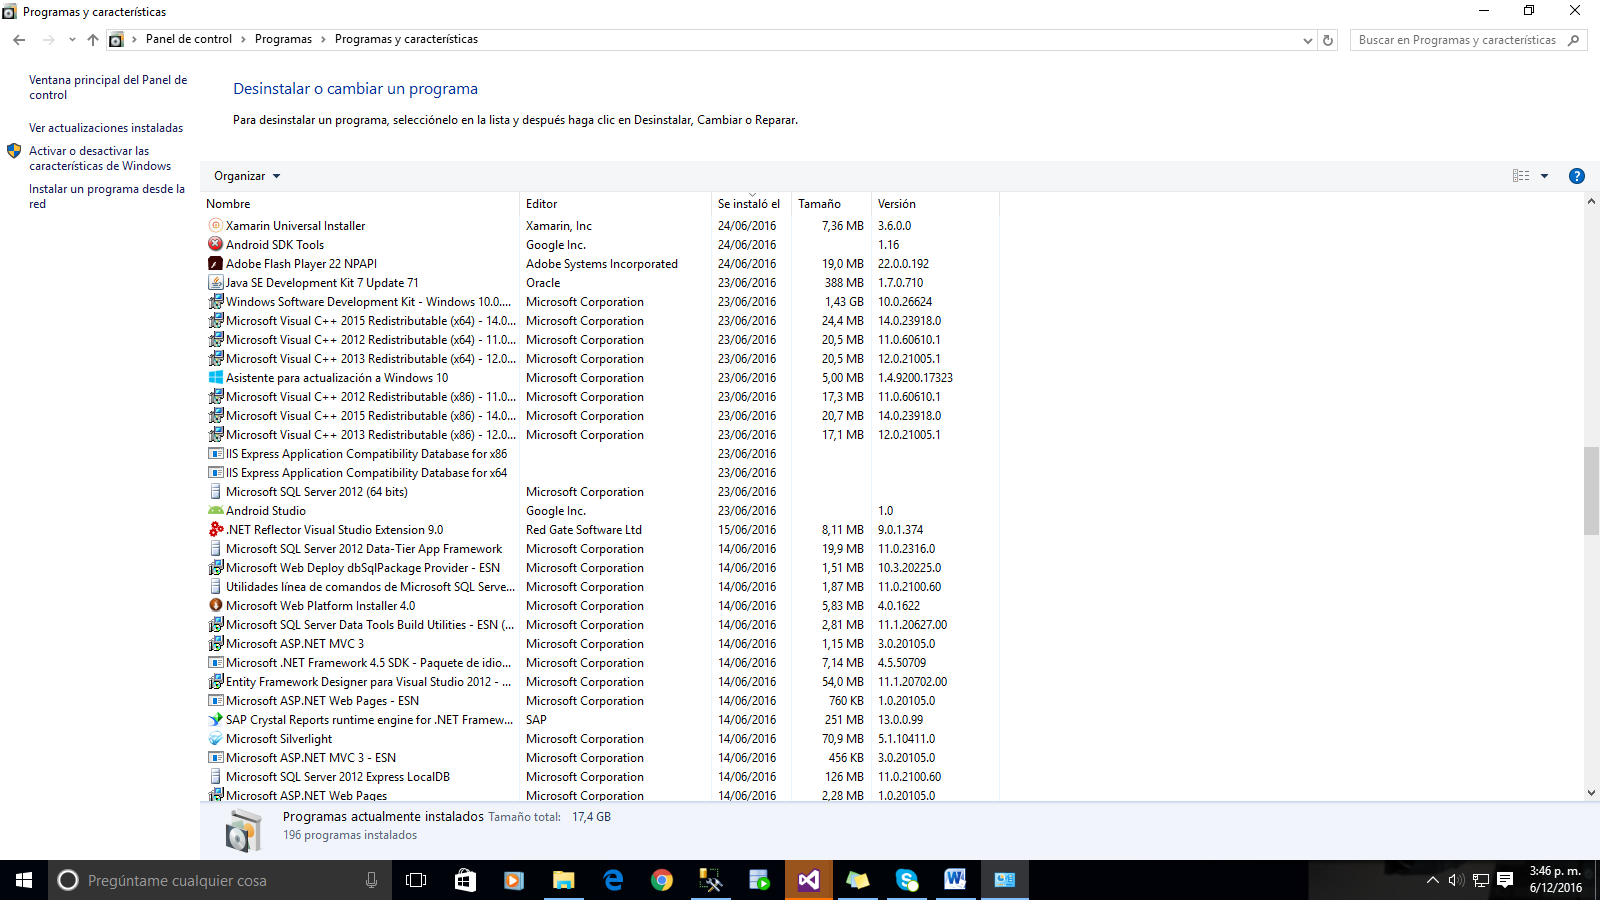 Programas y características
Panel de control > Programas > Programas y características
Buscar en Programas y características
Ventana principal del Panel de
control
Ver actualizaciones instaladas
Activar o desactivar las
características de Windows
Instalar un programa desde la
red
Desinstalar o cambiar un programa
Para desinstalar un programa, selecciónelo en la lista y después haga clic en Desinstalar, Cambiar o Reparar.
Organizar
Nombre Editor Se instaló el Tamaño Versión
Xamarin Universal Installer Xamarin, Inc 24/06/2016 7,36 MB 3.6.0.0
Android SDK Tools Google Inc. 24/06/2016 1.16
Adobe Flash Player 22 NPAPI Adobe Systems Incorporated 24/06/2016 19,0 MB 22.0.0.192
Java SE Development Kit 7 Update 71 Oracle 23/06/2016 388 MB 1.7.0.710
Windows Software Development Kit - Windows 10.0.... Microsoft Corporation 23/06/2016 1,43 GB 10.0.26624
Microsoft Visual C++ 2015 Redistributable (x64) - 14.0... Microsoft Corporation 23/06/2016 24,4 MB 14.0.23918.0
Microsoft Visual C++ 2012 Redistributable (x64) - 11.0... Microsoft Corporation 23/06/2016 20,5 MB 11.0.60610.1
Microsoft Visual C++ 2013 Redistributable (x64) - 12.0... Microsoft Corporation 23/06/2016 20,5 MB 12.0.21005.1
Asistente para actualización a Windows 10 Microsoft Corporation 23/06/2016 5,00 MB 1.4.9200.17323
Microsoft Visual C++ 2012 Redistributable (x86) - 11.0... Microsoft Corporation 23/06/2016 17,3 MB 11.0.60610.1
Microsoft Visual C++ 2015 Redistributable (x86) - 14.0... Microsoft Corporation 23/06/2016 20,7 MB 14.0.23918.0
Microsoft Visual C++ 2013 Redistributable (x86) - 12.0... Microsoft Corporation 23/06/2016 17,1 MB 12.0.21005.1
IIS Express Application Compatibility Database for x86 23/06/2016
IIS Express Application Compatibility Database for x64 23/06/2016
Microsoft SQL Server 2012 (64 bits) Microsoft Corporation 23/06/2016
Android Studio Google Inc. 23/06/2016 1.0
.NET Reflector Visual Studio Extension 9.0 Red Gate Software Ltd 15/06/2016 8,11 MB 9.0.1.374
Microsoft SQL Server 2012 Data-Tier App Framework Microsoft Corporation 14/06/2016 19,9 MB 11.0.2316.0
Microsoft Web Deploy dbSqlPackage Provider - ESN Microsoft Corporation 14/06/2016 1,51 MB 10.3.20225.0
Utilidades línea de comandos de Microsoft SQL Serve... Microsoft Corporation 14/06/2016 1,87 MB 11.0.2100.60
Microsoft Web Platform Installer 4.0 Microsoft Corporation 14/06/2016 5,83 MB 4.0.1622
Microsoft SQL Server Data Tools Build Utilities - ESN (... Microsoft Corporation 14/06/2016 2,81 MB 11.1.20627.00
Microsoft ASP.NET MVC 3 Microsoft Corporation 14/06/2016 1,15 MB 3.0.20105.0
Microsoft .NET Framework 4.5 SDK - Paquete de idio... Microsoft Corporation 14/06/2016 7,14 MB 4.5.50709
Entity Framework Designer para Visual Studio 2012 - ... Microsoft Corporation 14/06/2016 54,0 MB 11.1.20702.00
Microsoft ASP.NET Web Pages - ESN Microsoft Corporation 14/06/2016 760 KB 1.0.20105.0
SAP Crystal Reports runtime engine for .NET Framew... SAP 14/06/2016 251 MB 13.0.0.99
Microsoft Silverlight Microsoft Corporation 14/06/2016 70,9 MB 5.1.10411.0
Microsoft ASP.NET MVC 3 - ESN Microsoft Corporation 14/06/2016 456 KB 3.0.20105.0
Microsoft SQL Server 2012 Express LocalDB Microsoft Corporation 14/06/2016 126 MB 11.0.2100.60
Microsoft ASP.NET Web Pages Microsoft Corporation 14/06/2016 2,28 MB 1.0.20105.0
Programas actualmente instalados Tamaño total: 17,4 GB
196 programas instalados
Pregúntame cualquier cosa
3:46 p. m.
6/12/2016